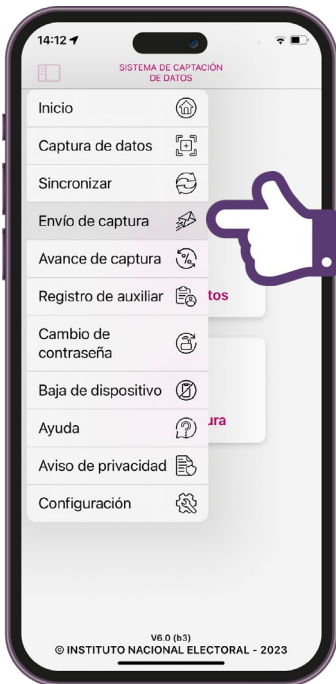 14:12
SISTEMA DE CAPTACIÓN
DE DATOS
Inicio
Captura de datos
Sincronizar
Envío de captura
Avance de captura
Registro de auxiliar
tos
Cambio de
contraseña
Baja de dispositivo
Ayuda
ura
Aviso de privacidad
Configuración
V6.0 (b3)
© INSTITUTO NACIONAL ELECTORAL - 2023